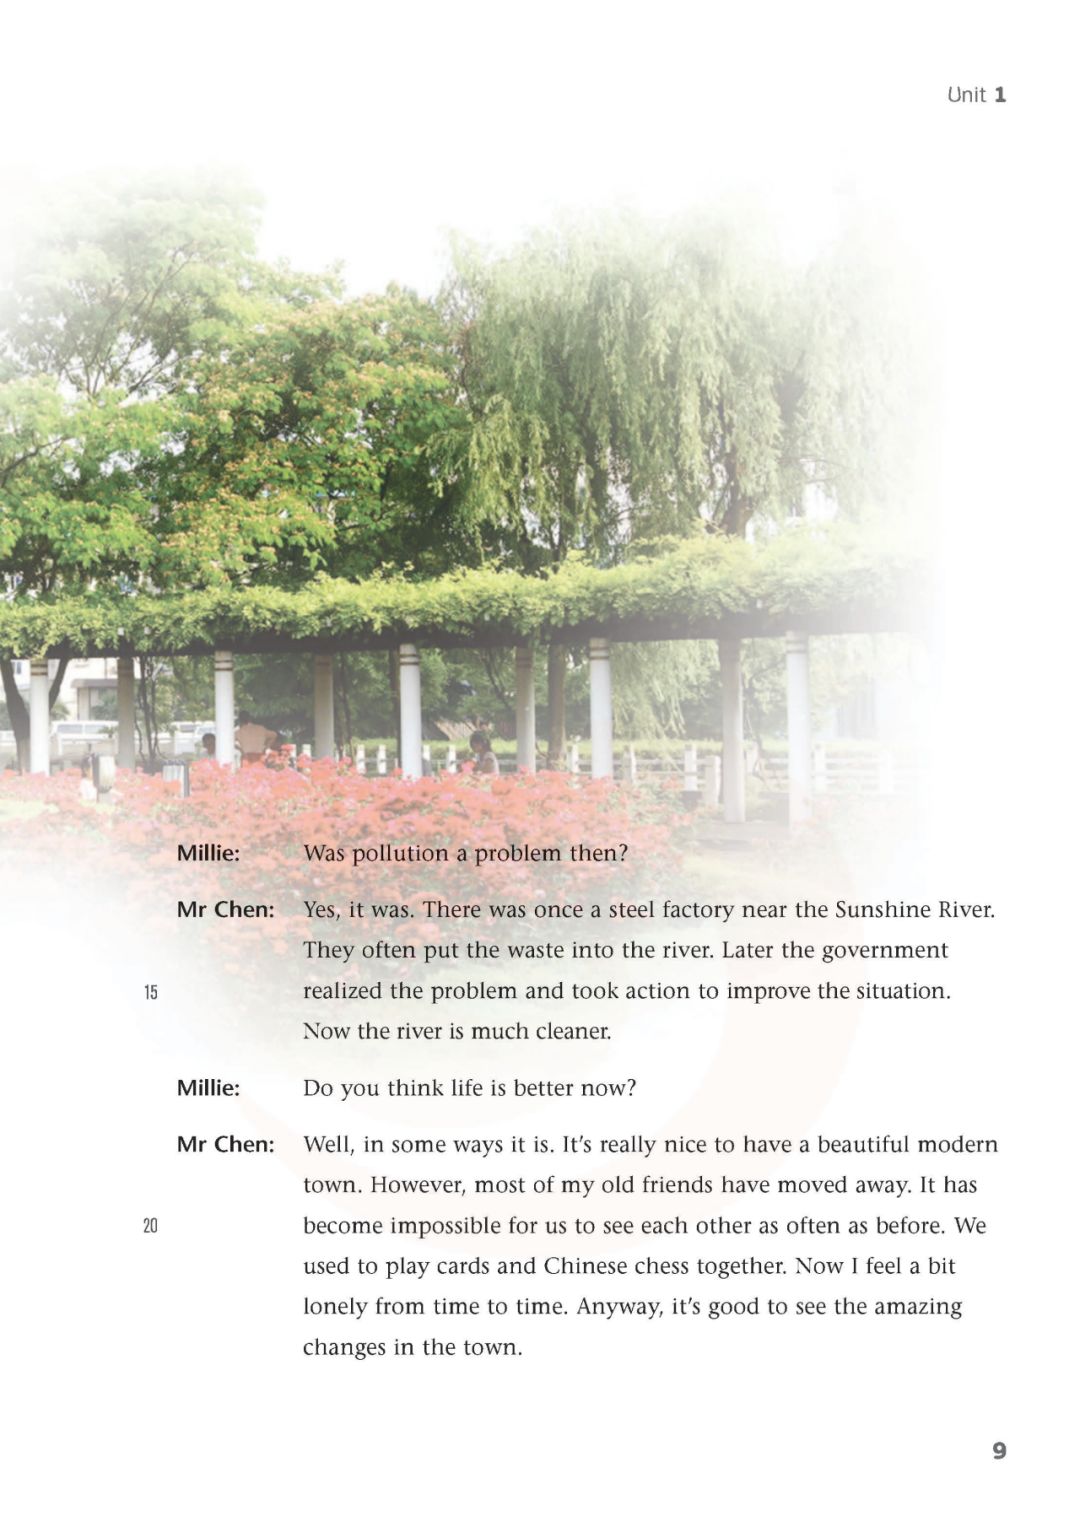 Unit 1
Millie: Was pollution a problem then?
Mr Chen: Yes, it was. There was once a steel factory near the Sunshine River.
They often put the waste into the river. Later the government
15 realized the problem and took action to improve the situation.
Now the river is much cleaner.
Millie: Do you think life is better now?
Mr Chen: Well, in some ways it is. It's really nice to have a beautiful modern
town. However, most of my old friends have moved away. It has
20 become impossible for us to see each other as often as before. We
used to play cards and Chinese chess together. Now I feel a bit
lonely from time to time. Anyway, it's good to see the amazing
changes in the town.
9